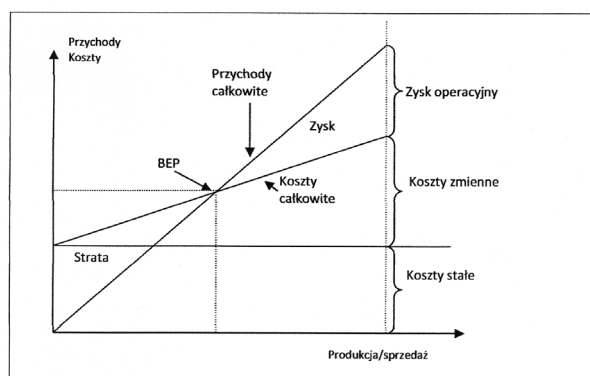 Przychody
Koszty
Przychody
całkowite
Zysk operacyjny
Zysk
BEP
Koszty
całkowite
Koszty zmienne
Strata
Koszty stałe
Produkcja/sprzedaż